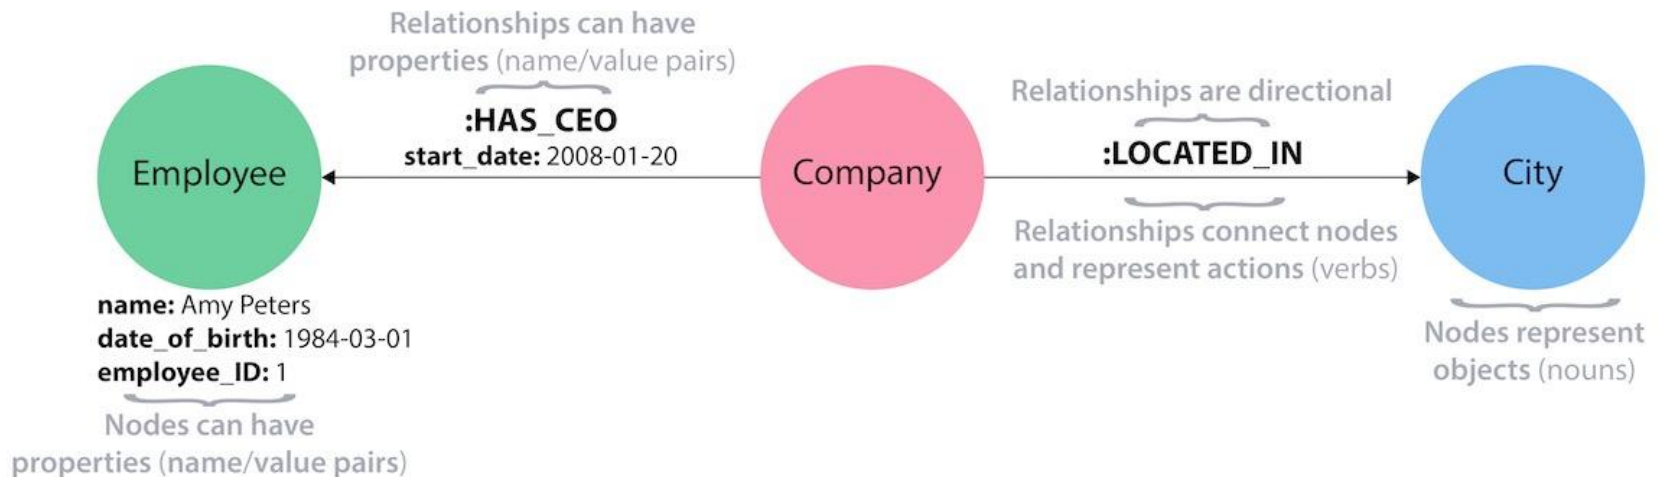 Relationships can have
properties (name/value pairs)
:HAS_CEO
start_date: 2008-01-20
Relationships are directional
:LOCATED_IN
Employee
Company
City
Relationships connect nodes
and represent actions (verbs)
name: Amy Peters
date_of_birth: 1984-03-01
employee_ID: 1
Nodes can have
properties (name/value pairs)
Nodes represent
objects (nouns)